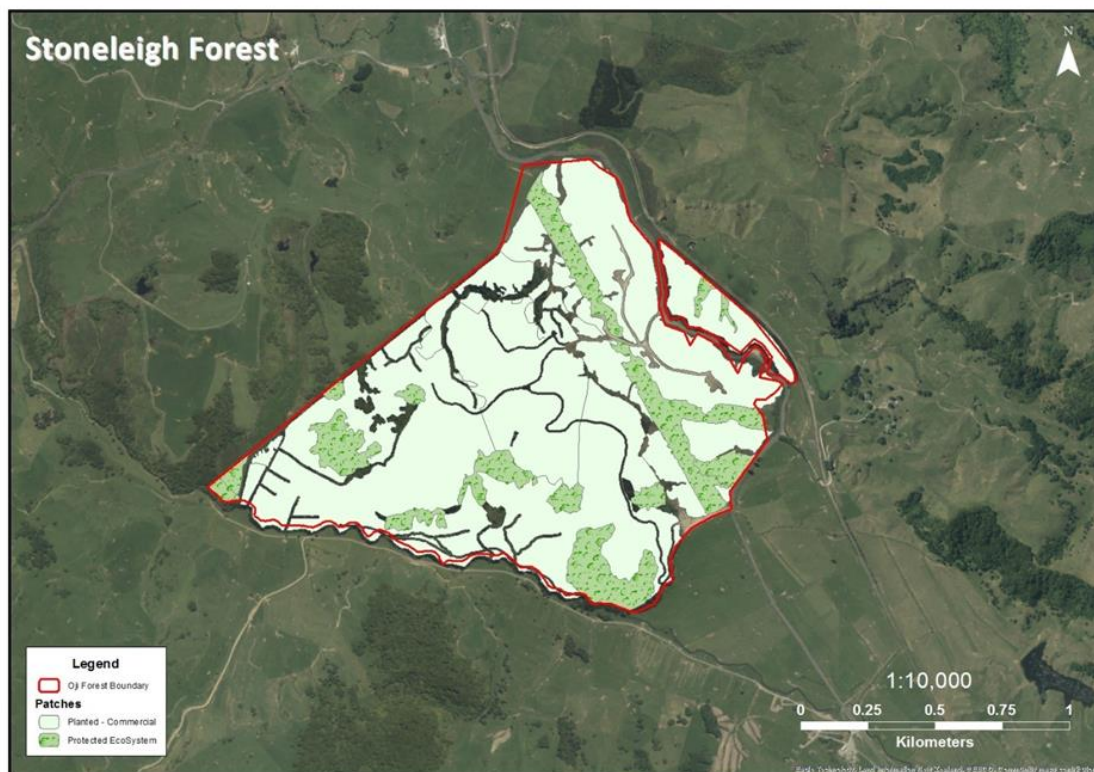 Stoneleigh Forest
N
Legend
Oji Forest Boundary
Patches
Planted - Commercial
Protected EcoSystem
1:10,000
0 0.25 0.5 0.75 1
Kilometers